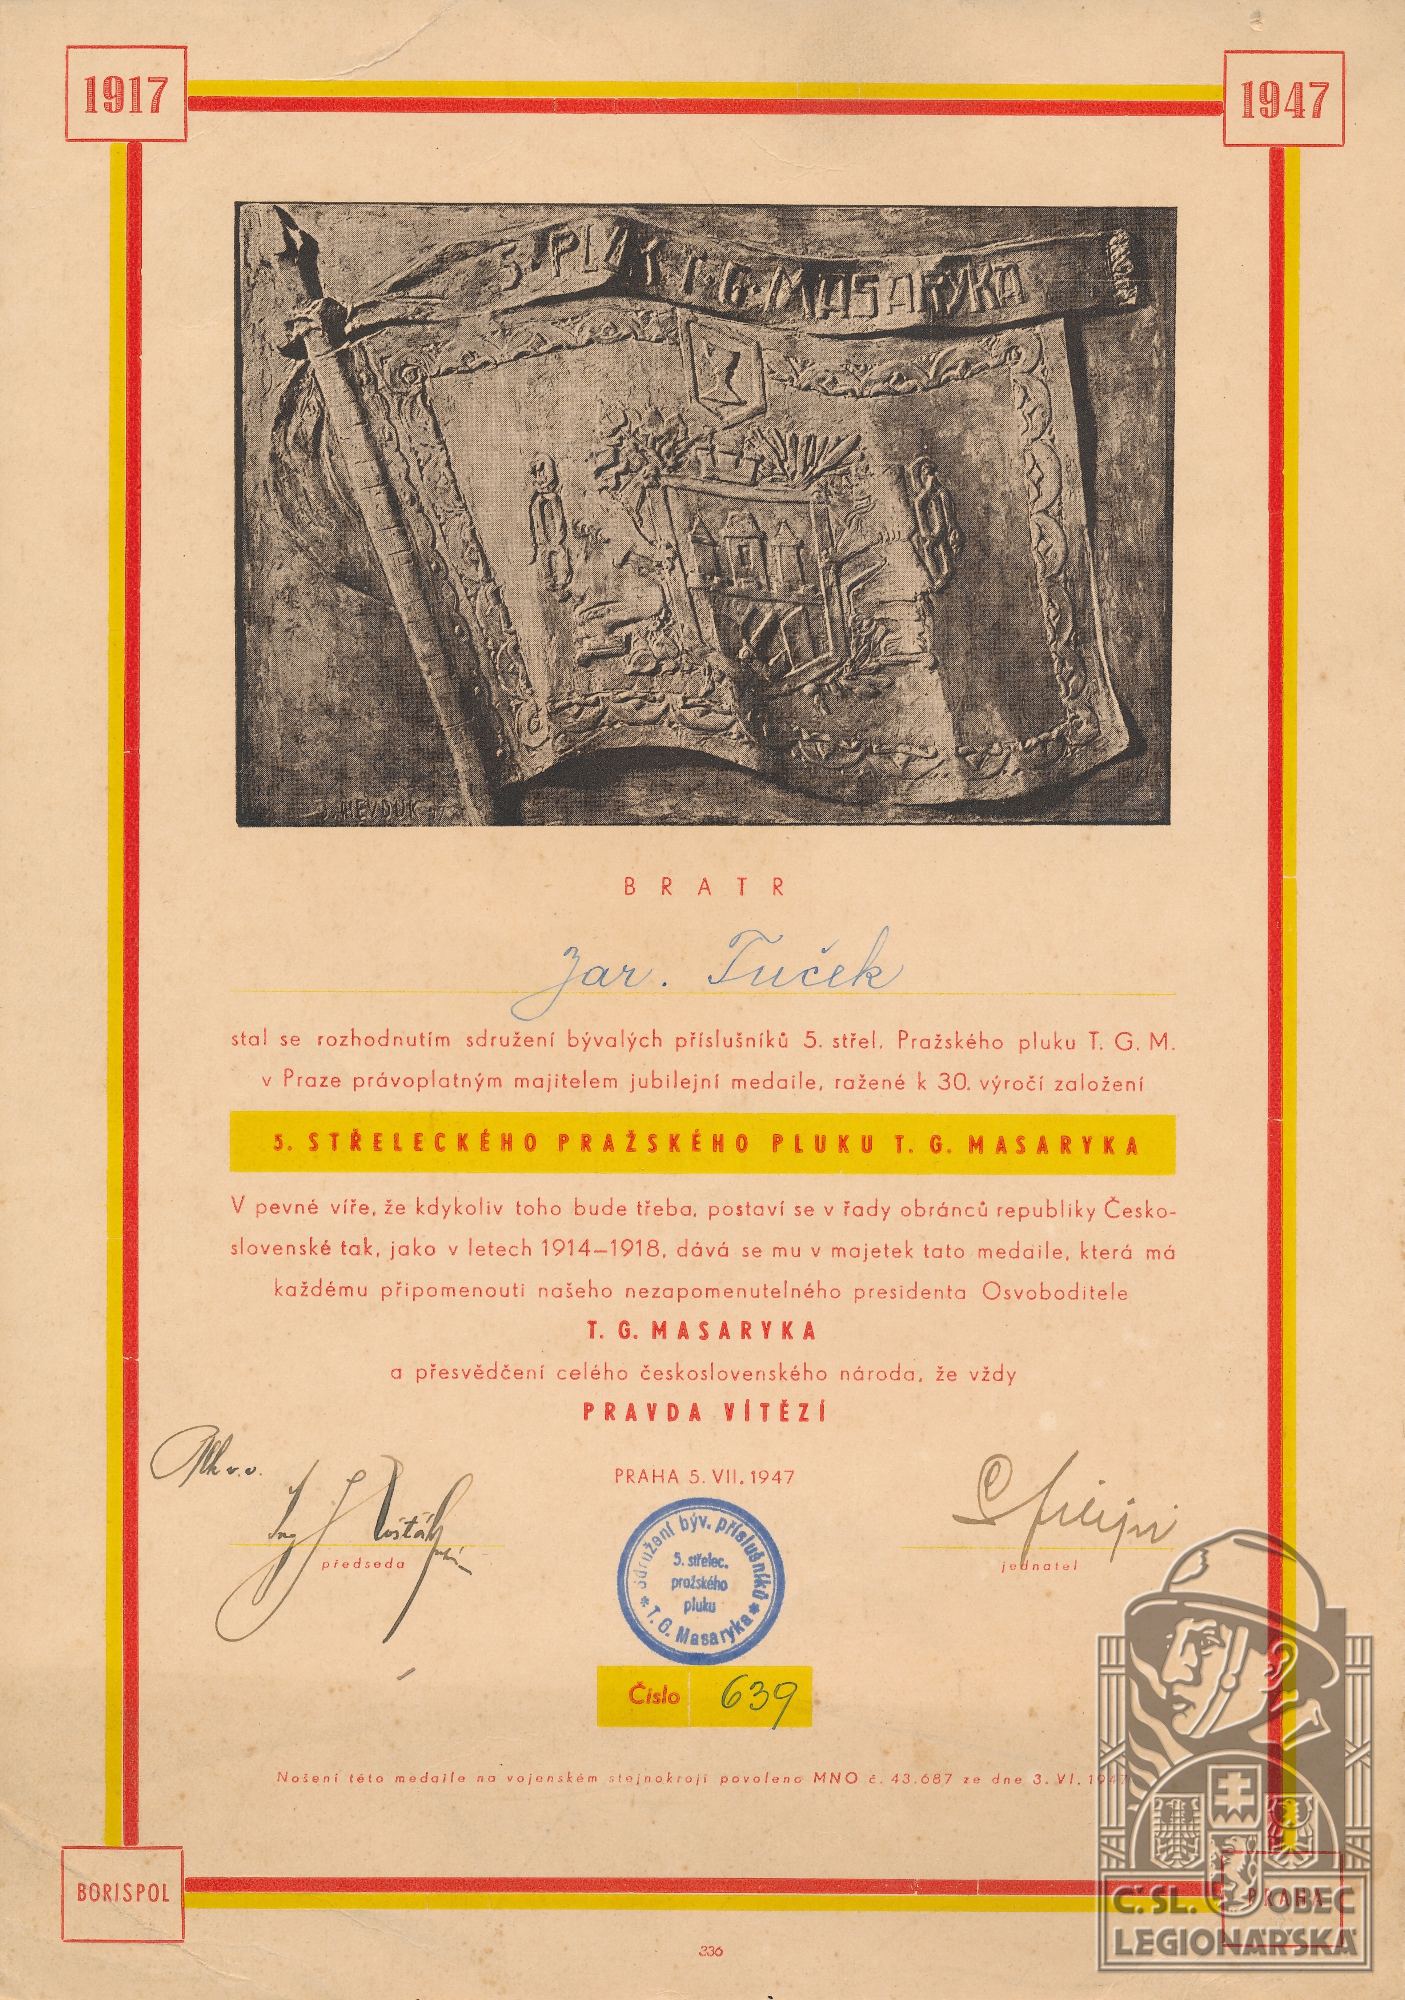 1917
1947
5. PLUK T.G. MASARYKA
J. HEVDUK 47
BRATR
Jar. Tuček
stal se rozhodnutím sdružení bývalých příslušníků 5. střel. Pražského pluku T. G. M.
v Praze právoplatným majitelem jubilejní medaile, ražené k 30. výročí založení
5. STŘELECKÉHO PRAŽSKÉHO PLUKU T. G. MASARYKA
V pevné víře, že kdykoliv toho bude třeba, postaví se v řady obránců republiky Česko-
slovenské tak, jako v letech 1914–1918, dává se mu v majetek tato medaile, která má
každému připomenouti našeho nezapomenutelného presidenta Osvoboditele
T. G. MASARYKA
a přesvědčení celého československého národa, že vždy
PRAVDA VÍTĚZÍ
PRAHA 5. VII. 1947
předseda
jednatel
sdružení býv. příslušníků
5. střelec.
pražského
pluku
* T. G. Masaryka *
Číslo 639
Nošení této medaile na vojenském stejnokroji povoleno MNO č. 43.687 ze dne 3. VI. 1947
BORISPOL
PRAHA
336
Č.SL. OBEC
LEGIONÁŘSKÁ